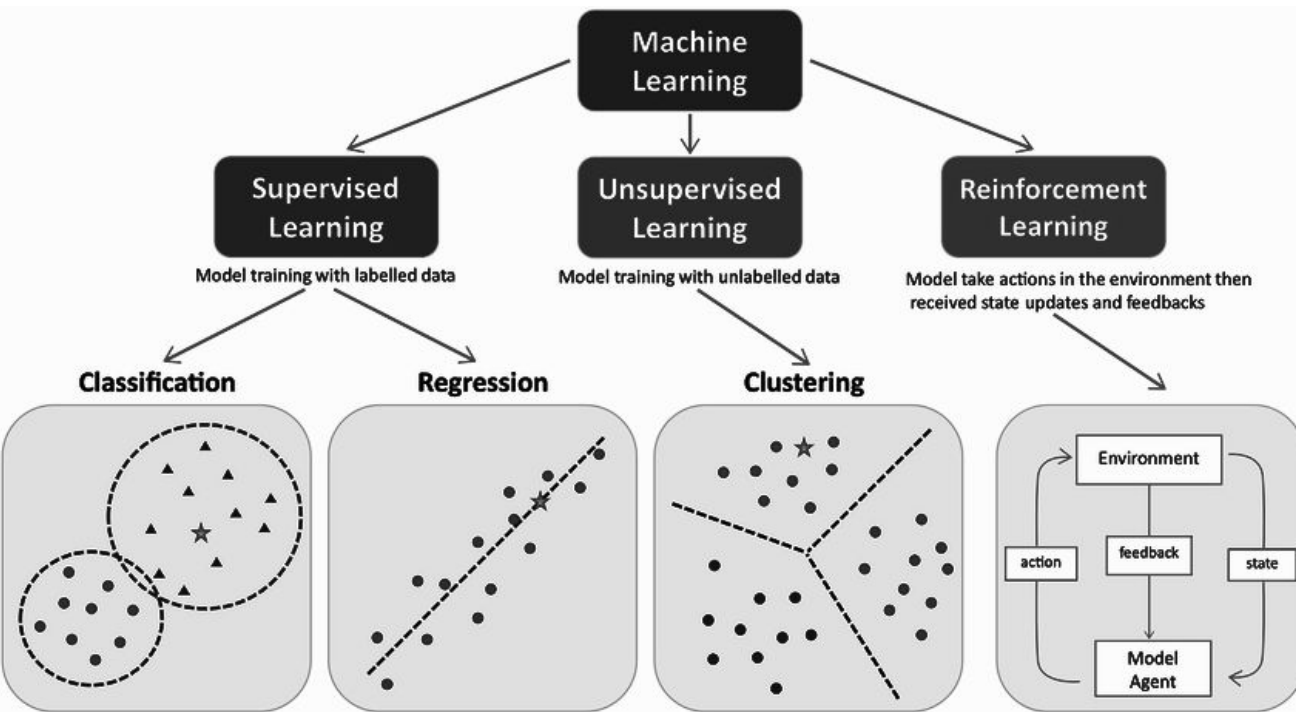 Machine
Learning
Supervised
Learning
Unsupervised
Learning
Reinforcement
Learning
Model training with labelled data
Model training with unlabelled data
Model take actions in the environment then
received state updates and feedbacks
Classification
Regression
Clustering
Environment
action
feedback
state
Model
Agent